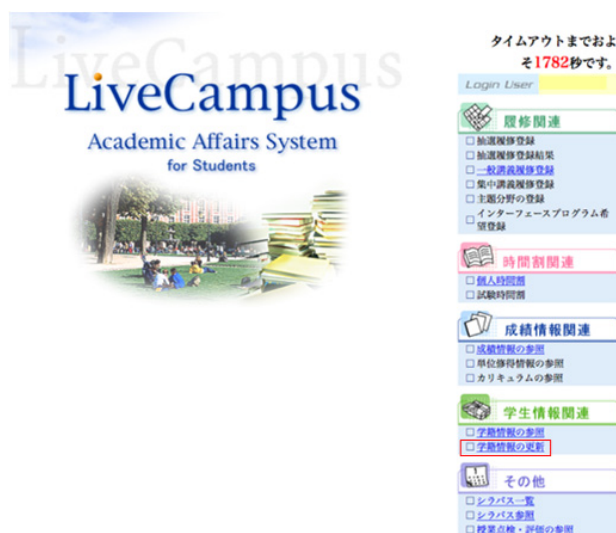 LiveCampus
LiveCampus
Academic Affairs System
for Students
タイムアウトまでおよ
そ1782秒です。
Login User
履修関連
抽選履修登録
抽選履修登録結果
一般講義履修登録
集中講義履修登録
主題分野の登録
インターフェースプログラム希
望登録
時間割関連
個人時間割
試験時間割
成績情報関連
成績情報の参照
単位修得情報の参照
カリキュラムの参照
学生情報関連
学籍情報の参照
学籍情報の更新
その他
シラバス一覧
シラバス参照
授業点検・評価の参照